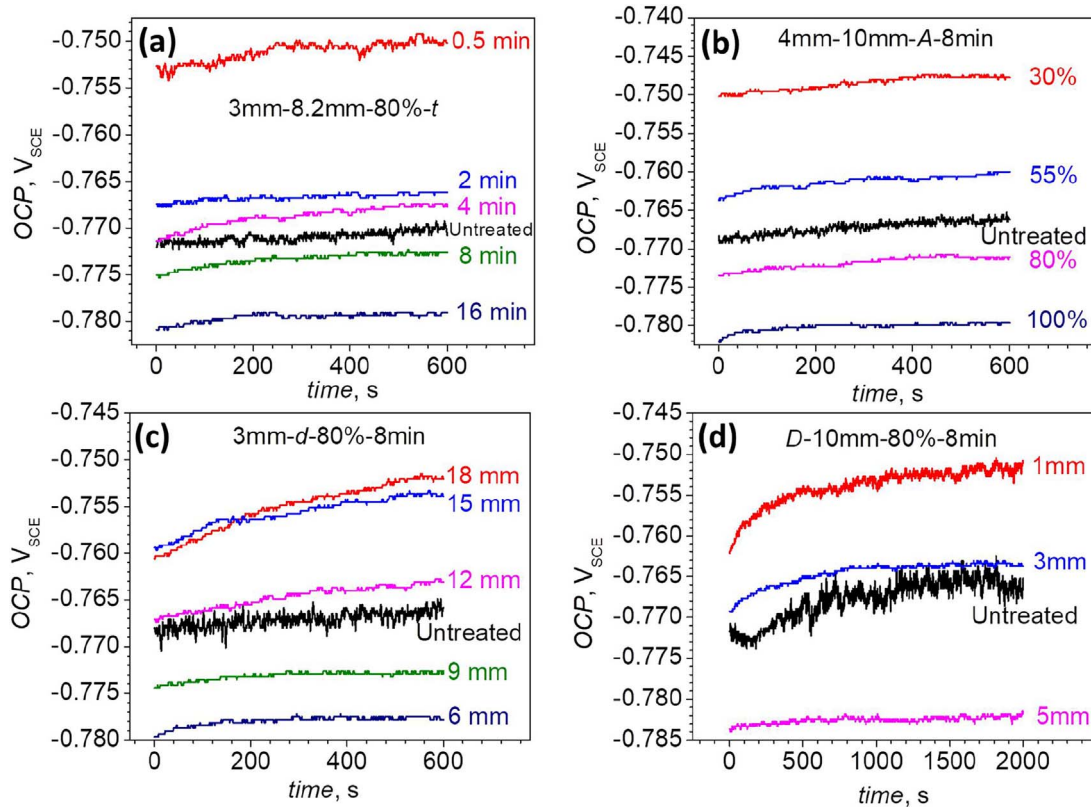 (a)
3mm-8.2mm-80%-t
OCP, VSCE
-0.750
-0.755
-0.760
-0.765
-0.770
-0.775
-0.780
0.5 min
2 min
4 min
Untreated
8 min
16 min
0 200 400 600
time, s
(b)
4mm-10mm-A-8min
OCP, VSCE
-0.740
-0.745
-0.750
-0.755
-0.760
-0.765
-0.770
-0.775
-0.780
30%
55%
Untreated
80%
100%
0 200 400 600
time, s
(c)
3mm-d-80%-8min
OCP, VSCE
-0.745
-0.750
-0.755
-0.760
-0.765
-0.770
-0.775
-0.780
18 mm
15 mm
12 mm
Untreated
9 mm
6 mm
0 200 400 600
time, s
(d)
D-10mm-80%-8min
OCP, VSCE
-0.745
-0.750
-0.755
-0.760
-0.765
-0.770
-0.775
-0.780
-0.785
1mm
3mm
Untreated
5mm
0 500 1000 1500 2000
time, s